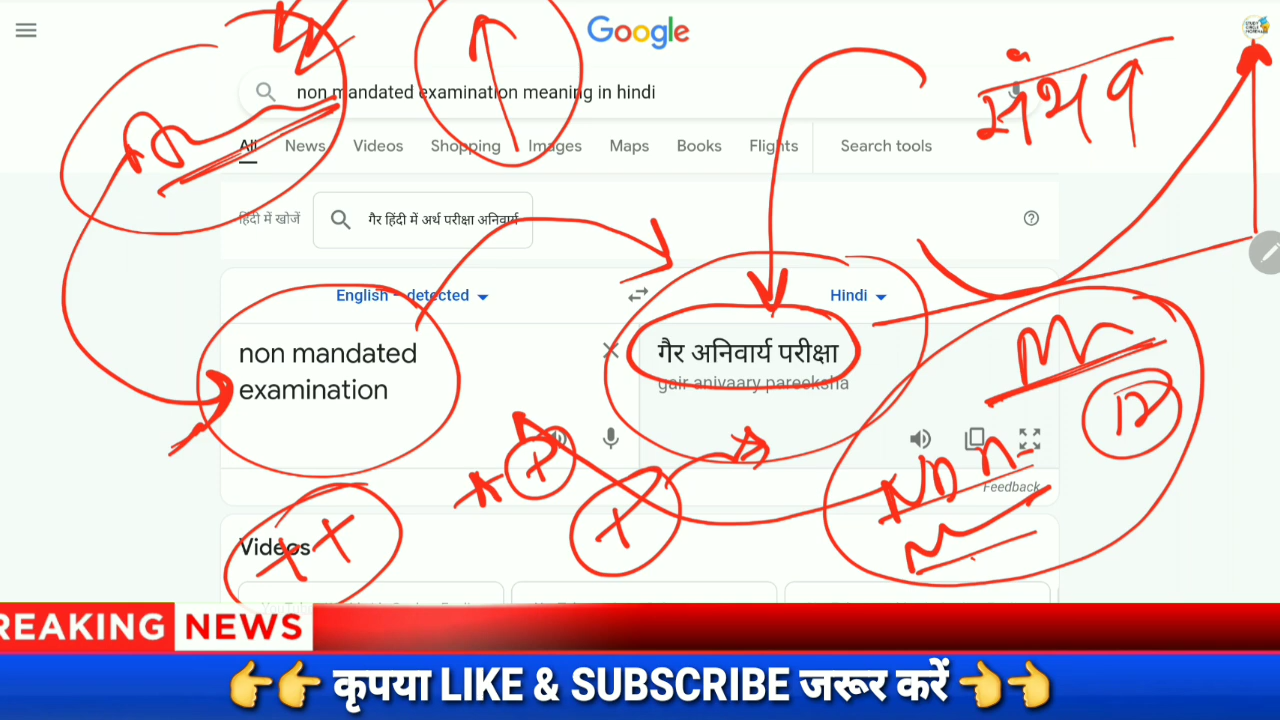 Google
non mandated examination meaning in hindi
All News Videos Shopping Images Maps Books Flights Search tools
हिंदी में खोजें गैर हिंदी में अर्थ परीक्षा अनिवार्य
English - detected Hindi
non mandated गैर अनिवार्य परीक्षा
examination gair anivaary pareeksha
Feedback
Videos
REAKING NEWS
👉👉 कृपया LIKE & SUBSCRIBE जरूर करें 👈👈